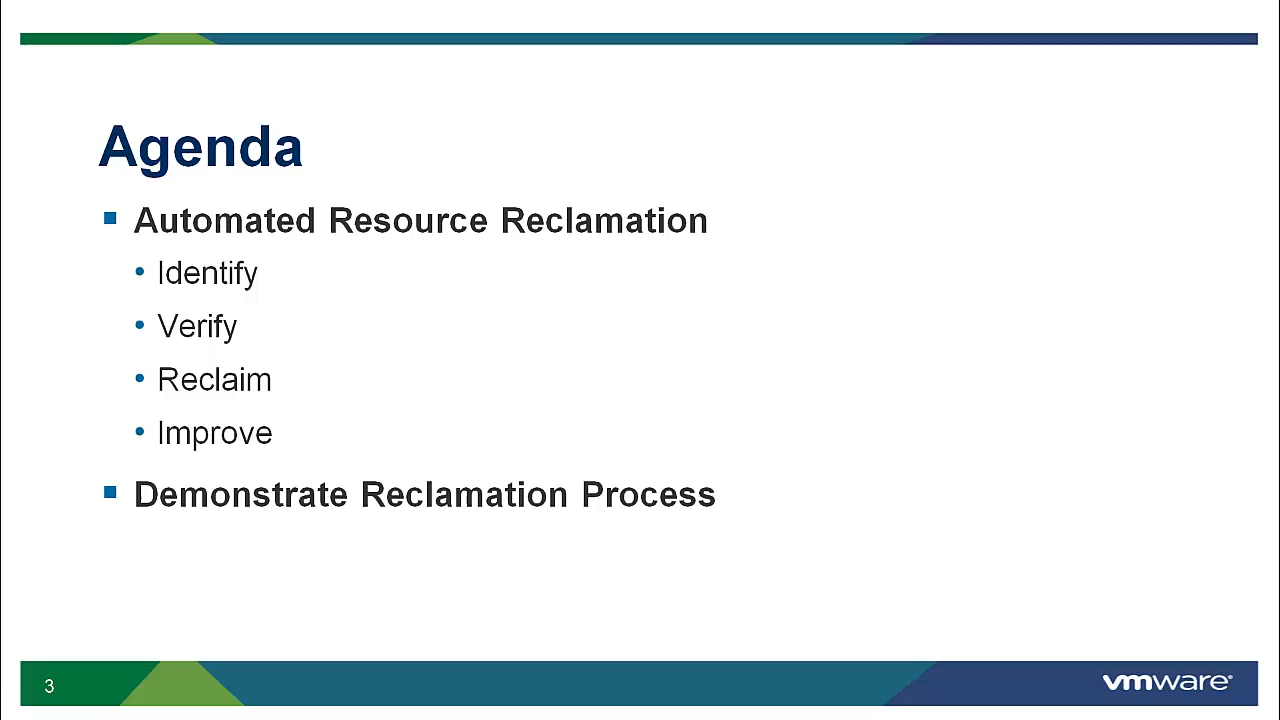 Agenda
▪ Automated Resource Reclamation
• Identify
• Verify
• Reclaim
• Improve
▪ Demonstrate Reclamation Process
3
vmware®